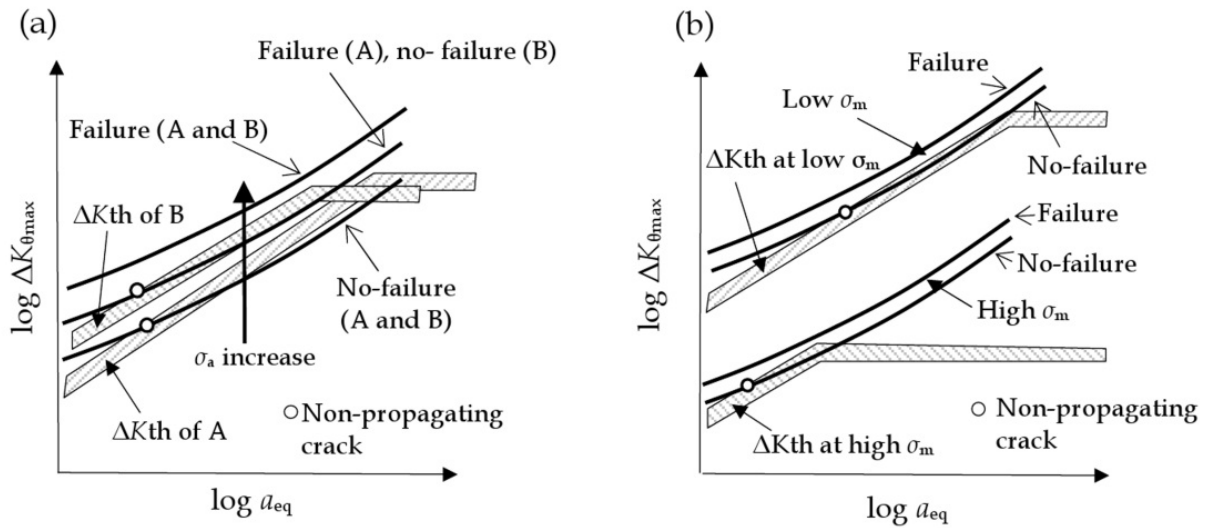 (a)
Failure (A), no- failure (B)
Failure (A and B)
ΔKth of B
log ΔKθmax
No-failure
(A and B)
σa increase
ΔKth of A
Non-propagating
crack
log aeq
(b)
Failure
Low σm
ΔKth at low σm
No-failure
Failure
No-failure
High σm
log ΔKθmax
Non-propagating
crack
ΔKth at high σm
log aeq